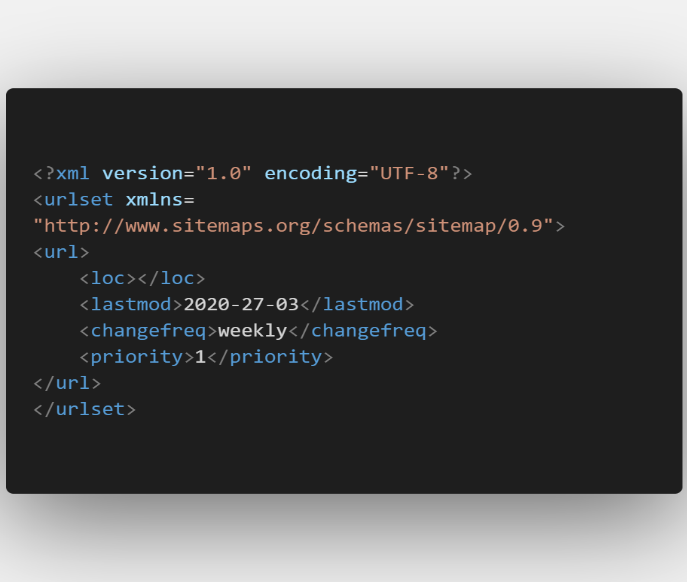 <?xml version="1.0" encoding="UTF-8"?>
<urlset xmlns=
"http://www.sitemaps.org/schemas/sitemap/0.9">
<url>
    <loc></loc>
    <lastmod>2020-27-03</lastmod>
    <changefreq>weekly</changefreq>
    <priority>1</priority>
</url>
</urlset>